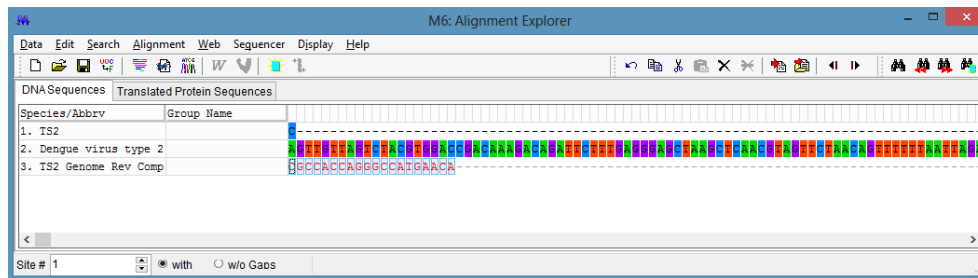 M6: Alignment Explorer
Data Edit Search Alignment Web Sequencer Display Help
DNA Sequences Translated Protein Sequences
Species/Abbrv Group Name
1. TS2 C-
2. Dengue virus type 2 AGTTGTTAGTCTACGTGGACCGACAAAGACAGATTCTTTGAGGGAGCTAAGCTCAACGTAGTTCTAACAGTTTTTTAATTAGA
3. TS2 Genome Rev Comp CGCCACCAGGGCCATGAACA-
Site # 1 with w/o Gaps